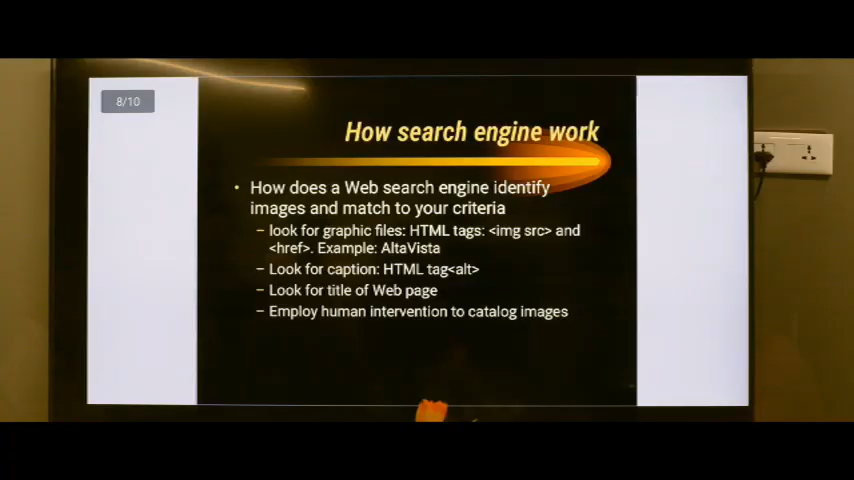 8/10
How search engine work
• How does a Web search engine identify
images and match to your criteria
– look for graphic files: HTML tags: <img src> and
<href>. Example: AltaVista
– Look for caption: HTML tag<alt>
– Look for title of Web page
– Employ human intervention to catalog images